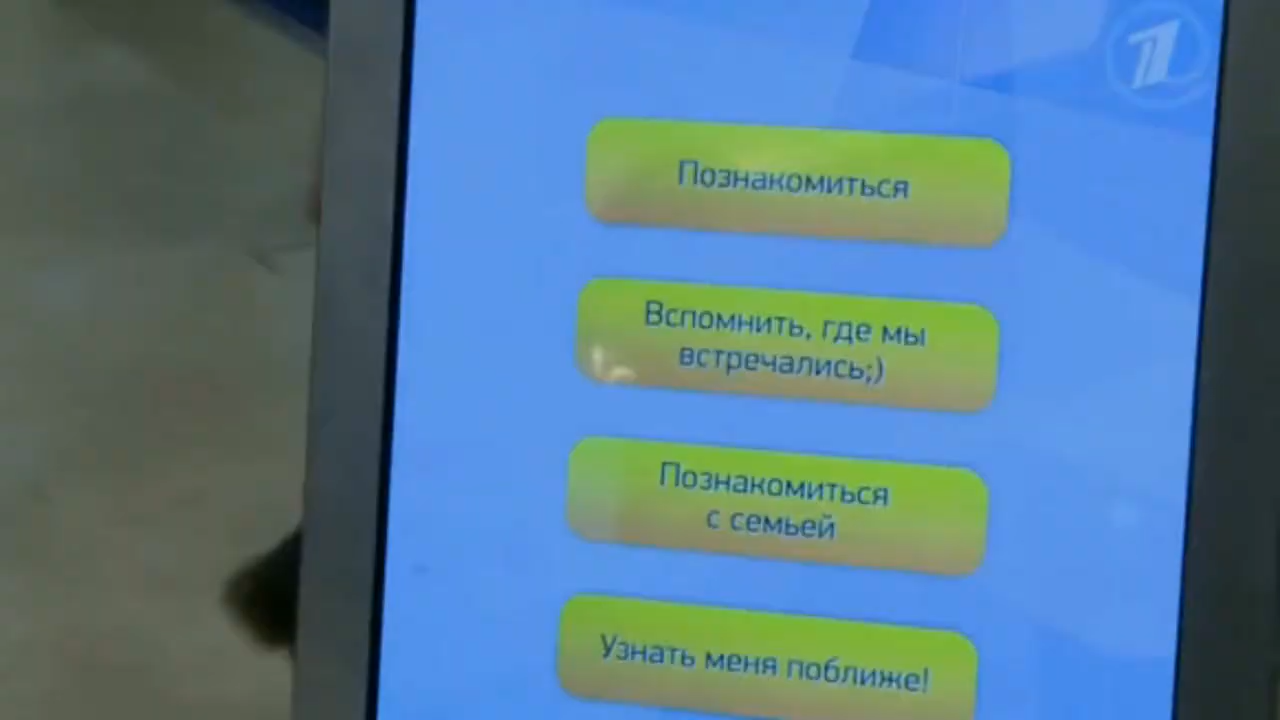 Познакомиться
Вспомнить, где мы
встречались;)
Познакомиться
с семьей
Узнать меня поближе!